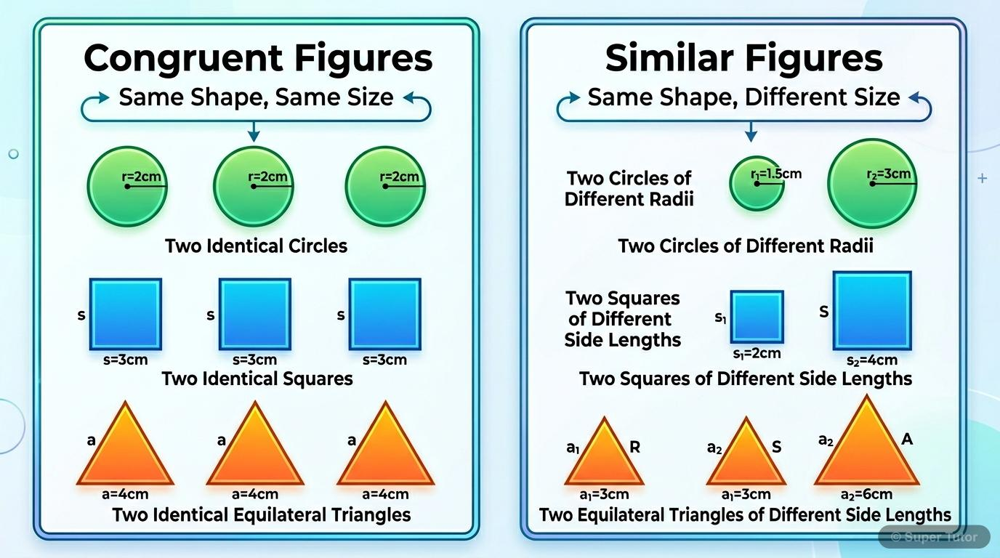 Congruent Figures
Same Shape, Same Size
r=2cm r=2cm r=2cm
Two Identical Circles
s s s
s=3cm s=3cm s=3cm
Two Identical Squares
a a a
a=4cm a=4cm a=4cm
Two Identical Equilateral Triangles
Similar Figures
Same Shape, Different Size
Two Circles of
Different Radii
r₁=1.5cm r₂=3cm
Two Circles of Different Radii
Two Squares
of Different
Side Lengths
s₁ S
s₁=2cm s₂=4cm
Two Squares of Different Side Lengths
a₁ R a₂ S a₂ A
a₁=3cm a₁=3cm a₂=6cm
Two Equilateral Triangles of Different Side Lengths
© Super Tutor